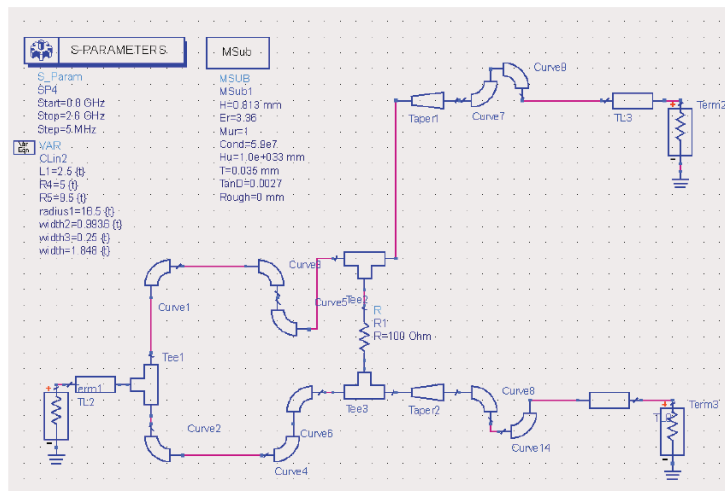 S-PARAMETERS
S_Param
SP4
Start=0.8 GHz
Stop=2.6 GHz
Step=5 MHz
Var
Eqn
VAR
CLin2
L1=2.5 {t}
R4=5 {t}
R5=9.5 {t}
radius1=16.5 {t}
width2=0.9936 {t}
width3=0.25 {t}
width=1.848 {t}
MSub
MSUB
MSub1
H=0.813 mm
Er=3.36
Mur=1
Cond=5.8e7
Hu=1.0e+033 mm
T=0.035 mm
TanD=0.0027
Rough=0 mm
Taper1
Curve7
Curve9
TL3
Term2
Curve1
Curve3
Curve5
Tee2
R
R1
R=100 Ohm
Tee1
Term1
TL2
Curve2
Curve4
Curve6
Tee3
Taper2
Curve8
Curve14
Term3